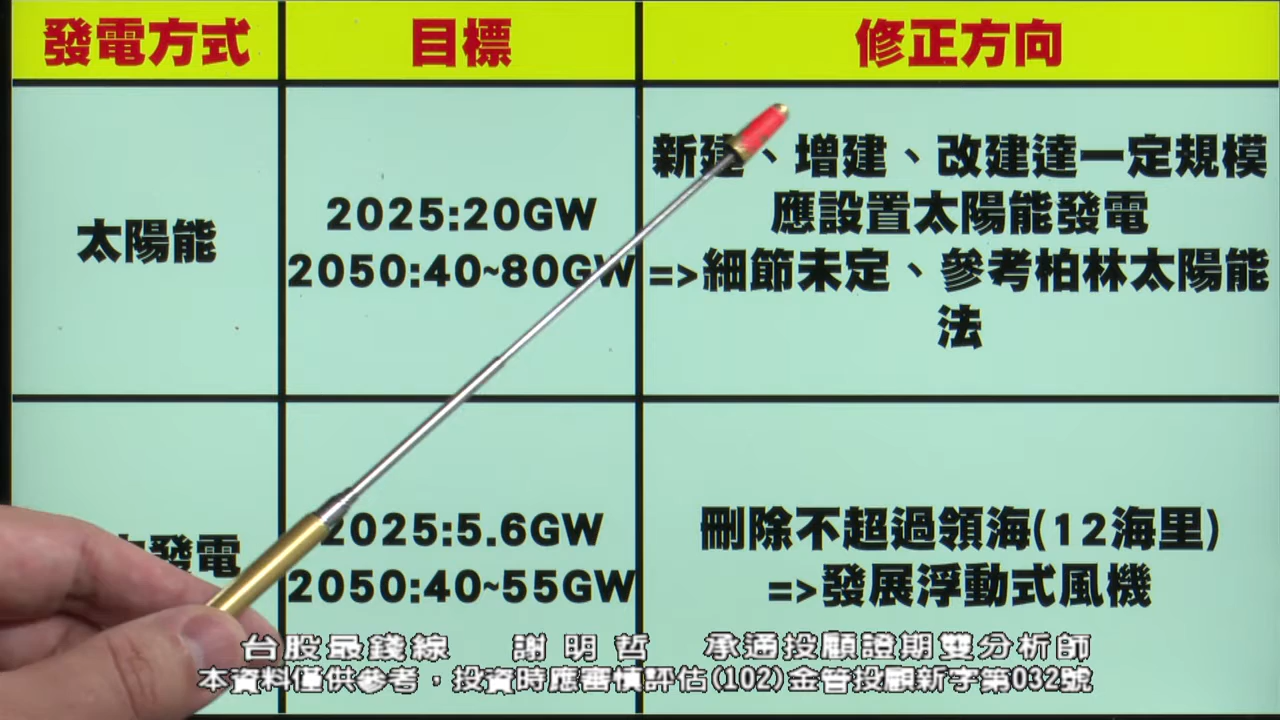 發電方式
目標
修正方向
太陽能
2025:20GW
2050:40~80GW
新建、增建、改建達一定規模
應設置太陽能發電
=>細節未定、參考柏林太陽能
法
發電
2025:5.6GW
2050:40~55GW
刪除不超過領海(12海里)
=>發展浮動式風機
台股最錢線 謝明哲 承通投顧證期雙分析師
本資料僅供參考，投資時應審慎評估(102)金管投顧新字第032號